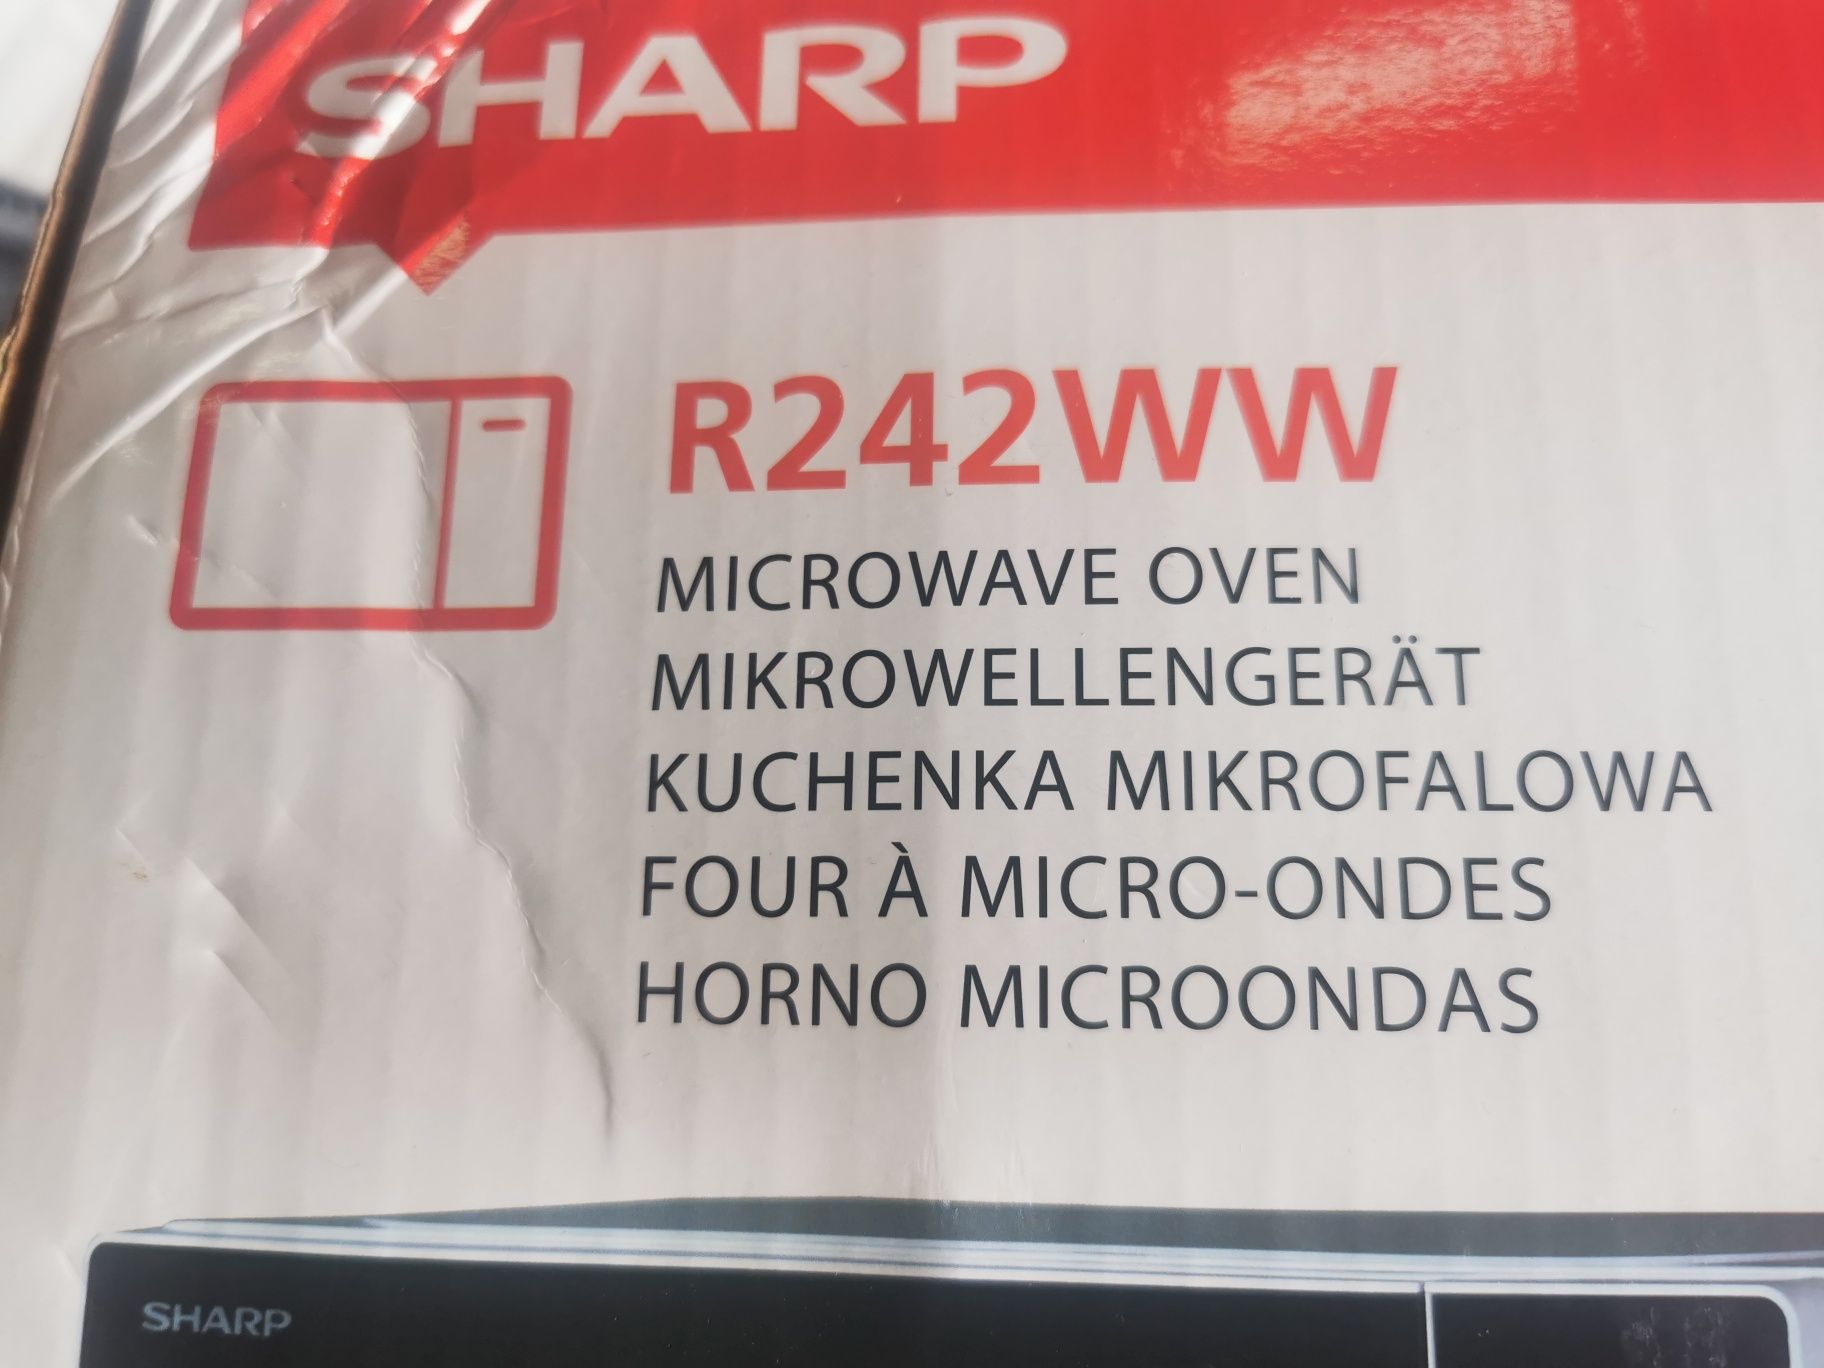 SHARP
R242WW
MICROWAVE OVEN
MIKROWELLENGERÄT
KUCHENKA MIKROFALOWA
FOUR À MICRO-ONDES
HORNO MICROONDAS
SHARP